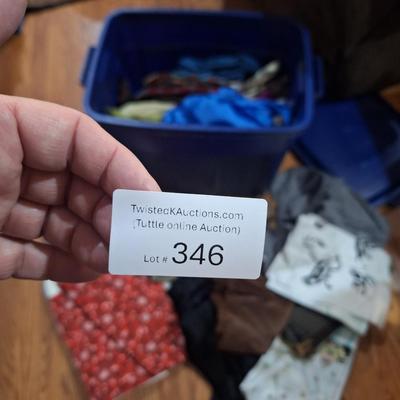 TwistedKAuctions.com
(Tuttle online Auction)
Lot # 346